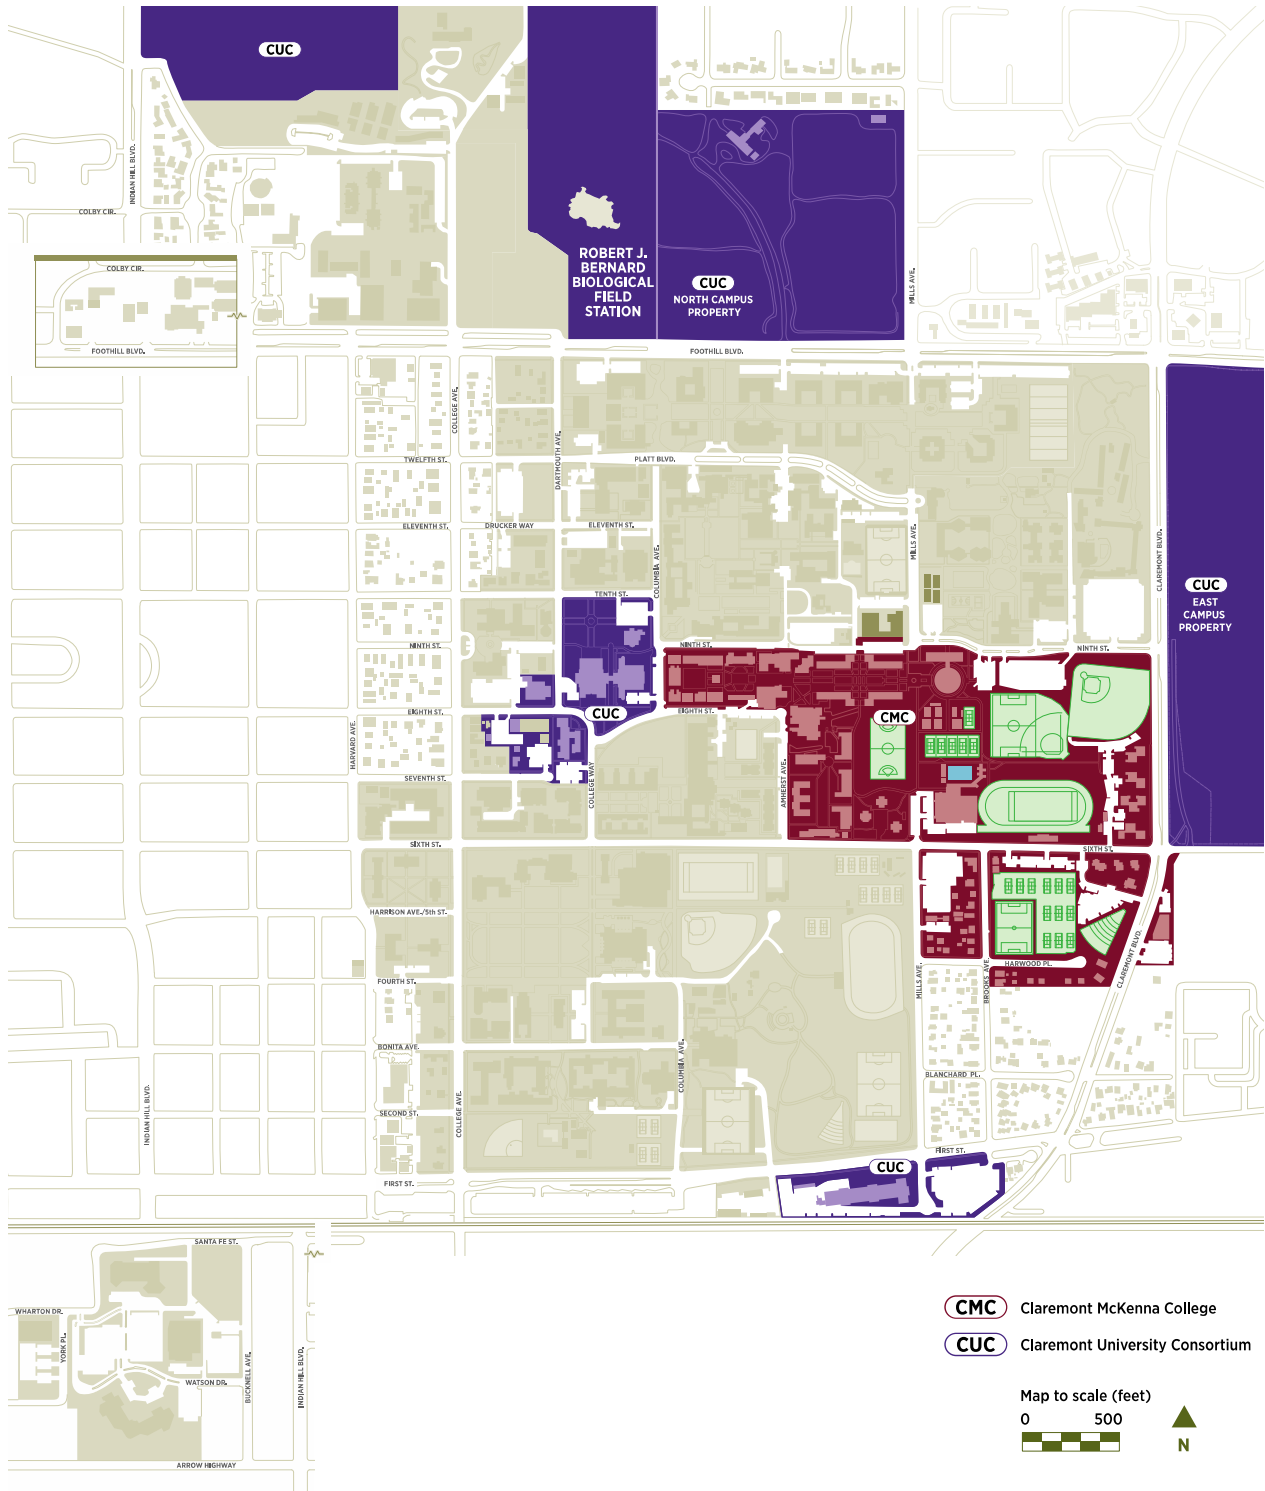 CUC
INDIAN HILL BLVD.
COLBY CIR.
ROBERT J.
BERNARD
BIOLOGICAL
FIELD
STATION
CUC
NORTH CAMPUS
PROPERTY
MILLS AVE.
COLBY CIR.
FOOTHILL BLVD.
FOOTHILL BLVD.
COLLEGE AVE.
DARTMOUTH AVE.
TWELFTH ST.
PLATT BLVD.
ELEVENTH ST.
DRUCKER WAY
ELEVENTH ST.
COLUMBIA AVE.
MILLS AVE.
CLAREMONT BLVD.
CUC
EAST
CAMPUS
PROPERTY
TENTH ST.
NINTH ST.
NINTH ST.
NINTH ST.
EIGHTH ST.
CUC
EIGHTH ST.
CMC
HARVARD AVE.
SEVENTH ST.
COLLEGE WAY
AMHERST AVE.
SIXTH ST.
SIXTH ST.
HARRISON AVE./5th ST.
FOURTH ST.
MILLS AVE.
BROOKS AVE.
HARWOOD PL.
CLAREMONT BLVD.
BONITA AVE.
COLUMBIA AVE.
BLANCHARD PL.
INDIAN HILL BLVD.
SECOND ST.
COLLEGE AVE.
FIRST ST.
CUC
FIRST ST.
SANTA FE ST.
WHARTON DR.
YORK PL.
WATSON DR.
BUCKNELL AVE.
INDIAN HILL BLVD.
ARROW HIGHWAY
CMC Claremont McKenna College
CUC Claremont University Consortium
Map to scale (feet)
0 500
N